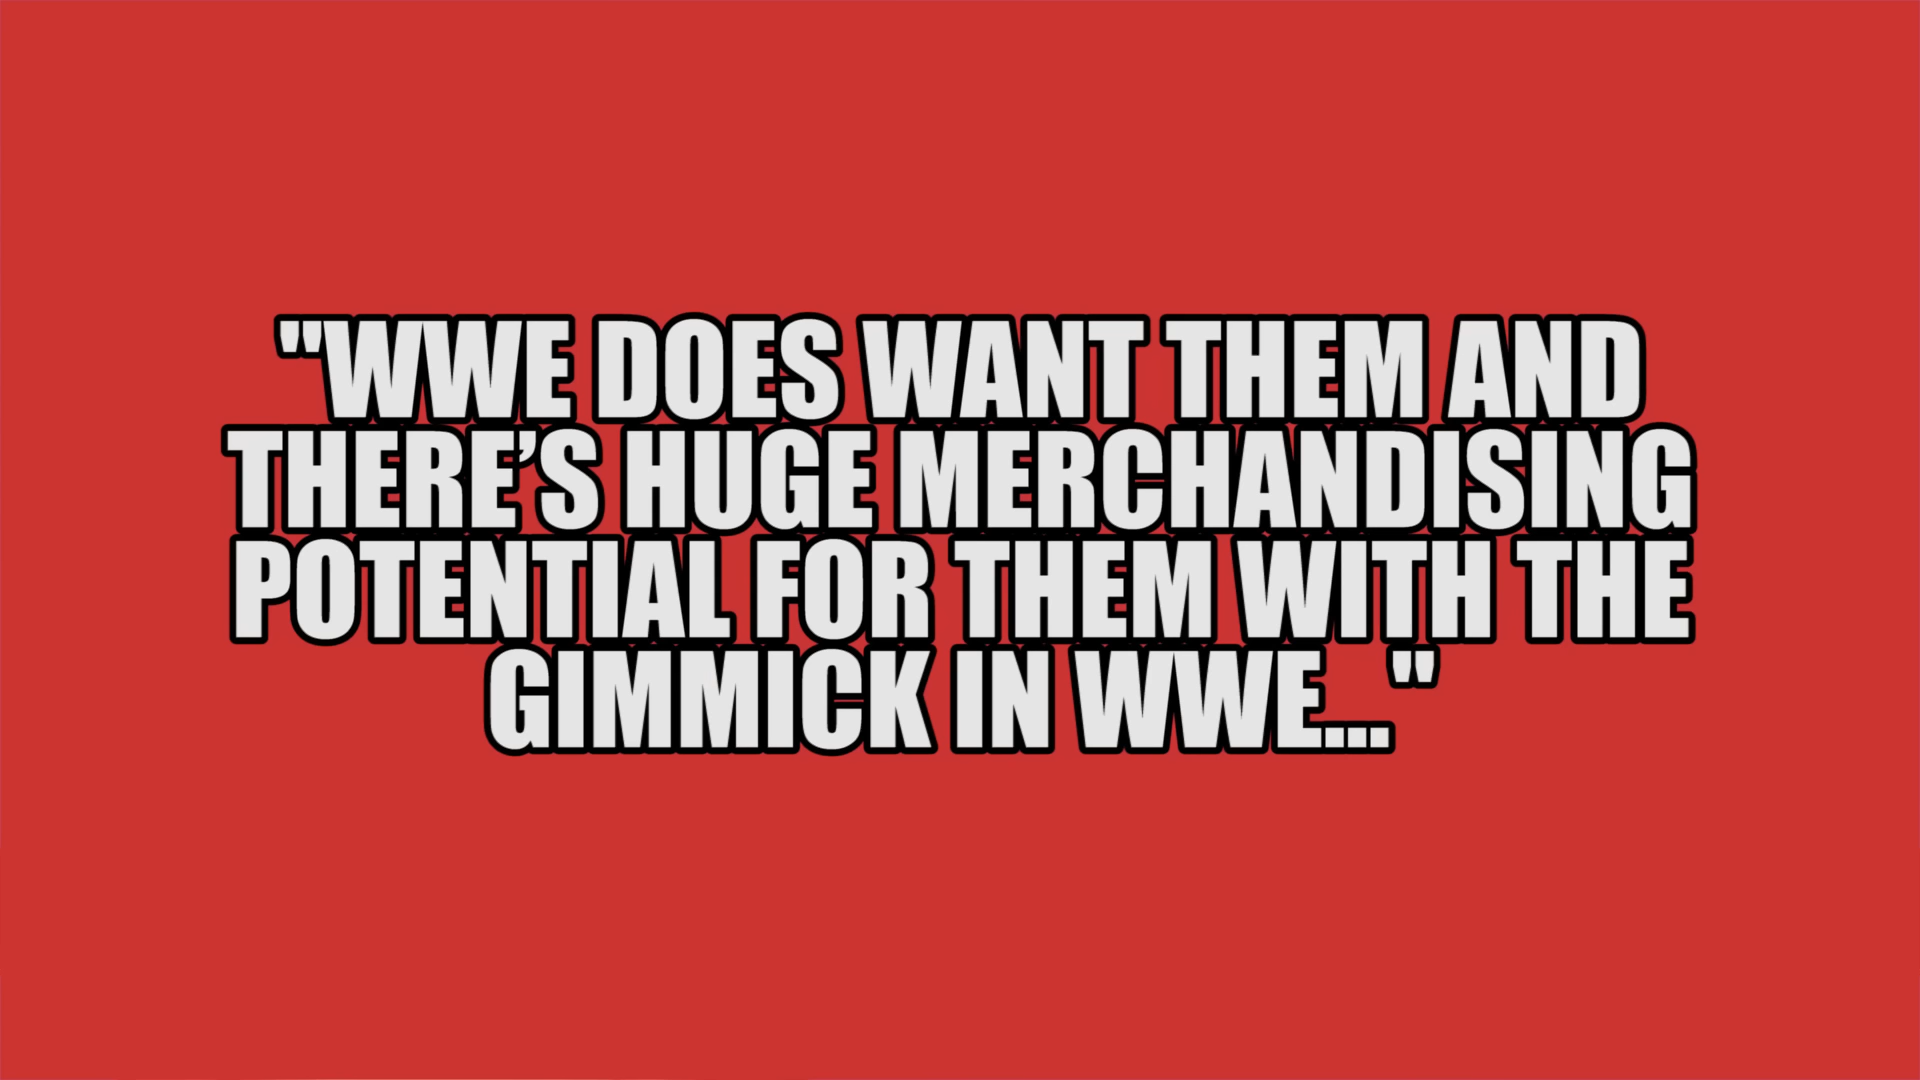 "WWE DOES WANT THEM AND
THERE’S HUGE MERCHANDISING
POTENTIAL FOR THEM WITH THE
GIMMICK IN WWE..."